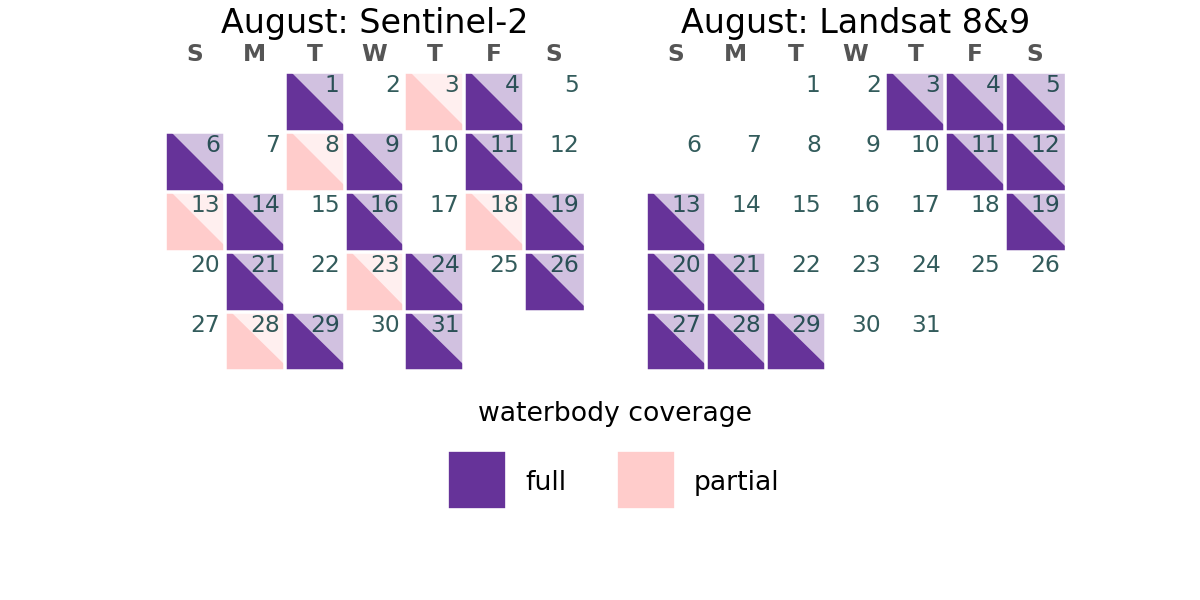 August: Sentinel-2
S M T W T F S
1 2 3 4 5
6 7 8 9 10 11 12
13 14 15 16 17 18 19
20 21 22 23 24 25 26
27 28 29 30 31
August: Landsat 8&9
S M T W T F S
1 2 3 4 5
6 7 8 9 10 11 12
13 14 15 16 17 18 19
20 21 22 23 24 25 26
27 28 29 30 31
waterbody coverage
full partial